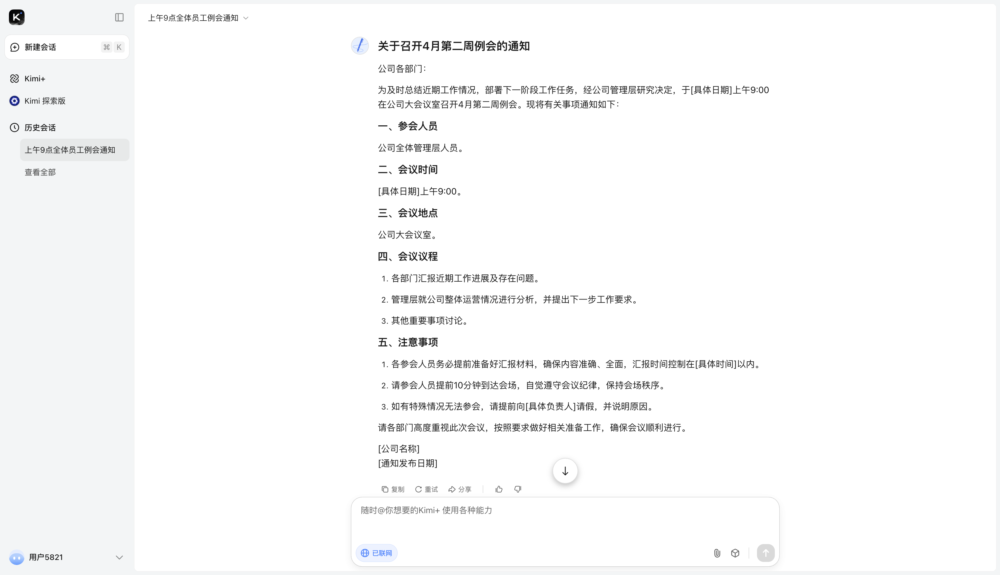 K
新建会话
⌘ K
Kimi+
Kimi 探索版
历史会话
上午9点全体员工例会通知
查看全部
用户5821
上午9点全体员工例会通知
关于召开4月第二周例会的通知
公司各部门：
为及时总结近期工作情况，部署下一阶段工作任务，经公司管理层研究决定，于[具体日期]上午9:00
在公司大会议室召开4月第二周例会。现将有关事项通知如下：
一、参会人员
公司全体管理层人员。
二、会议时间
[具体日期]上午9:00。
三、会议地点
公司大会议室。
四、会议议程
1. 各部门汇报近期工作进展及存在问题。
2. 管理层就公司整体运营情况进行分析，并提出下一步工作要求。
3. 其他重要事项讨论。
五、注意事项
1. 各参会人员务必提前准备好汇报材料，确保内容准确、全面，汇报时间控制在[具体时间]以内。
2. 请参会人员提前10分钟到达会场，自觉遵守会议纪律，保持会场秩序。
3. 如有特殊情况无法参会，请提前向[具体负责人]请假，并说明原因。
请各部门高度重视此次会议，按照要求做好相关准备工作，确保会议顺利进行。
[公司名称]
[通知发布日期]
复制 重试 分享
随时@你想要的Kimi+ 使用各种能力
已联网